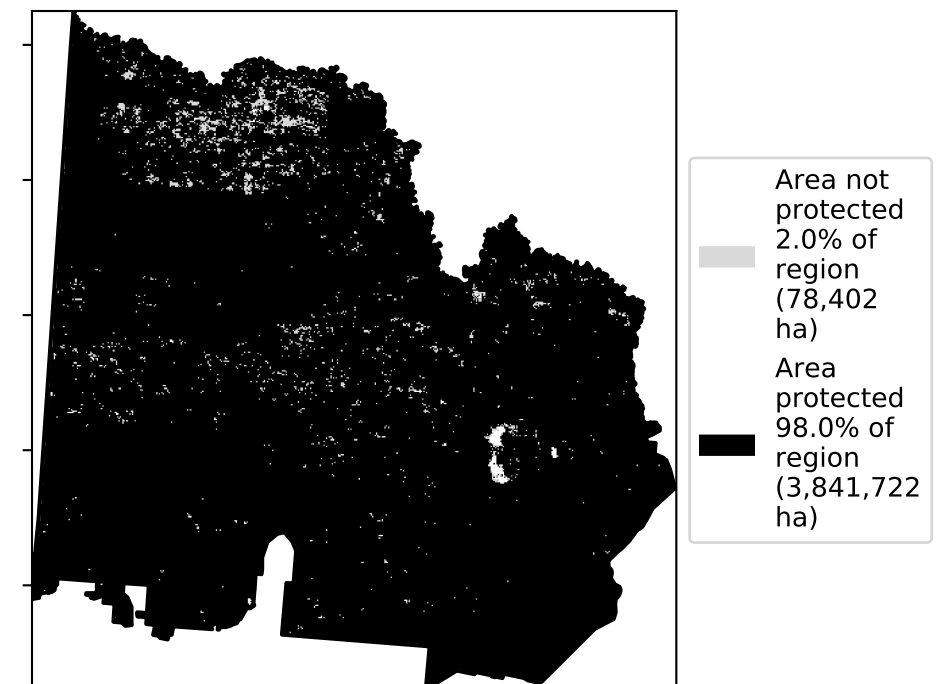 Area not
protected
2.0% of
region
(78,402
ha)
Area
protected
98.0% of
region
(3,841,722
ha)